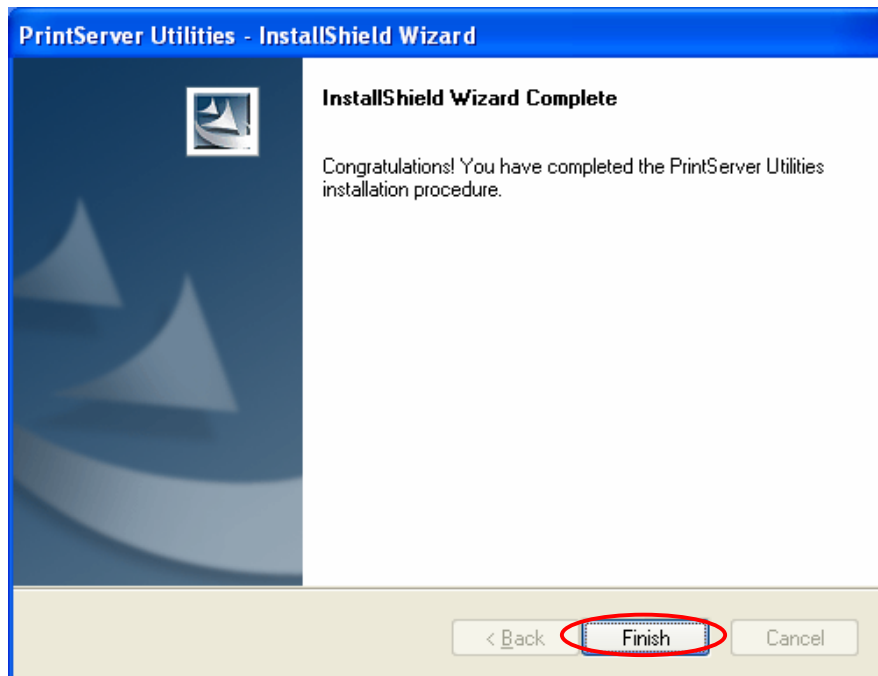 PrintServer Utilities - InstallShield Wizard
InstallShield Wizard Complete
Congratulations! You have completed the PrintServer Utilities
installation procedure.
< Back Finish Cancel